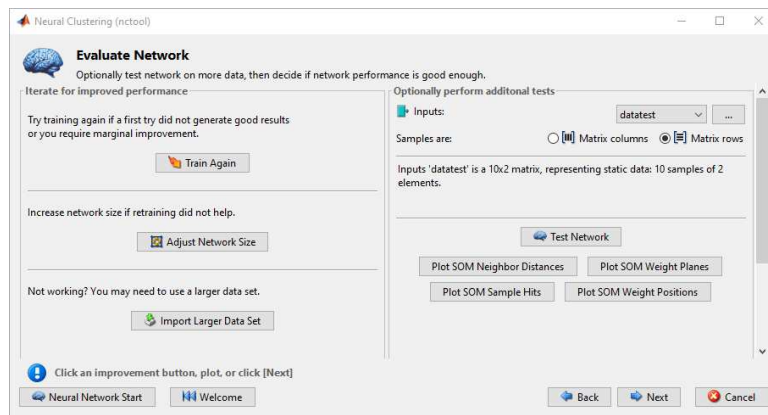 Neural Clustering (nctool)
Evaluate Network
Optionally test network on more data, then decide if network performance is good enough.
Iterate for improved performance
Try training again if a first try did not generate good results
or you require marginal improvement.
Train Again
Increase network size if retraining did not help.
Adjust Network Size
Not working? You may need to use a larger data set.
Import Larger Data Set
Optionally perform additonal tests
Inputs: datatest ...
Samples are: Matrix columns Matrix rows
Inputs 'datatest' is a 10x2 matrix, representing static data: 10 samples of 2
elements.
Test Network
Plot SOM Neighbor Distances Plot SOM Weight Planes
Plot SOM Sample Hits Plot SOM Weight Positions
Click an improvement button, plot, or click [Next]
Neural Network Start Welcome Back Next Cancel